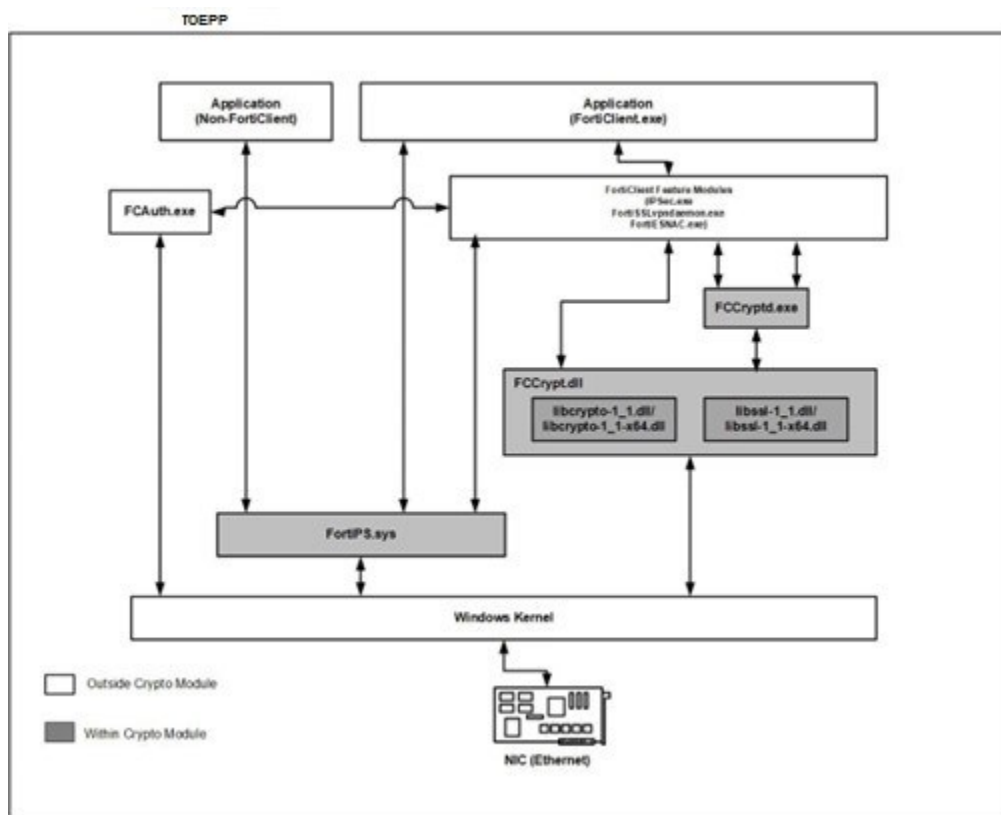 TOEPP
Application
(Non-FortiClient)
Application
(FortiClient.exe)
FCAuth.exe
FortiClient Feature Modules
(IPSec.exe
FortiSSLvpndaemon.exe
FortiESNAC.exe)
FCCryptd.exe
FCCrypt.dll
libcrypto-1_1.dll/
libcrypto-1_1-x64.dll
libssl-1_1.dll/
libssl-1_1-x64.dll
FortiPS.sys
Windows Kernel
Outside Crypto Module
Within Crypto Module
NIC (Ethernet)